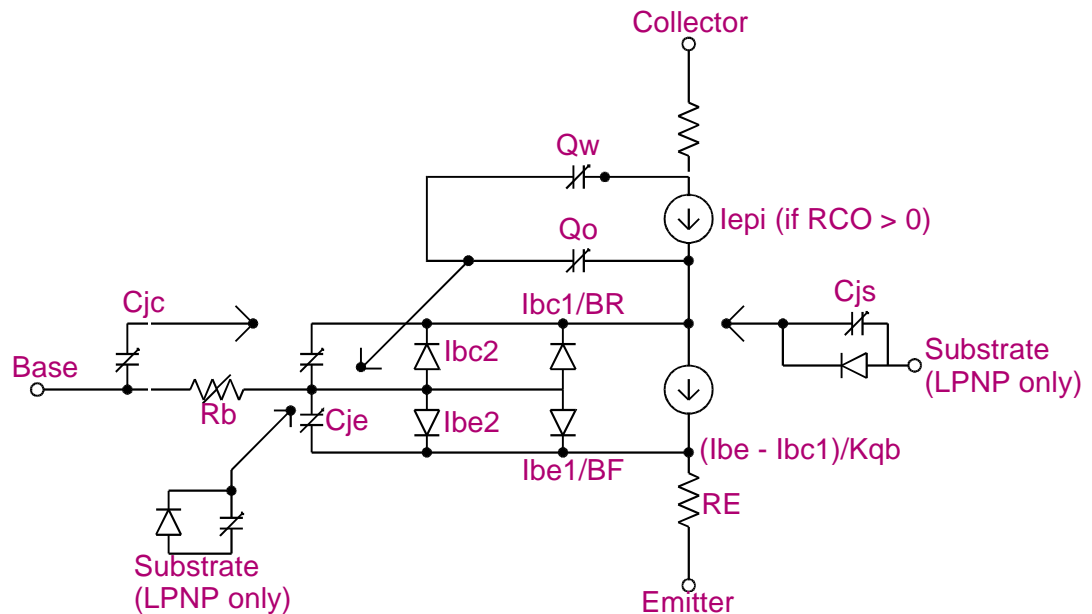 Collector
Qw
Iepi (if RCO > 0)
Qo
Cjc
Ibc1/BR
Cjs
Ibc2
Base
Substrate
(LPNP only)
Rb
Cje
Ibe2
(Ibe - Ibc1)/Kqb
Ibe1/BF
RE
Substrate
(LPNP only)
Emitter